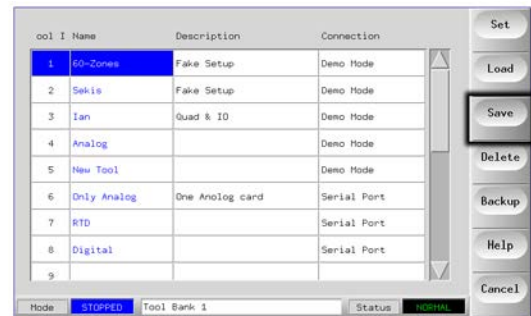 ool I Name Description Connection
1 60-Zones Fake Setup Demo Mode
2 Sekis Fake Setup Demo Mode
3 Ian Quad & IO Demo Mode
4 Analog Demo Mode
5 New Tool Demo Mode
6 Only Analog One Anolog card Serial Port
7 RTD Serial Port
8 Digital Serial Port
9
Set
Load
Save
Delete
Backup
Help
Cancel
Mode STOPPED Tool Bank 1 Status NORMAL